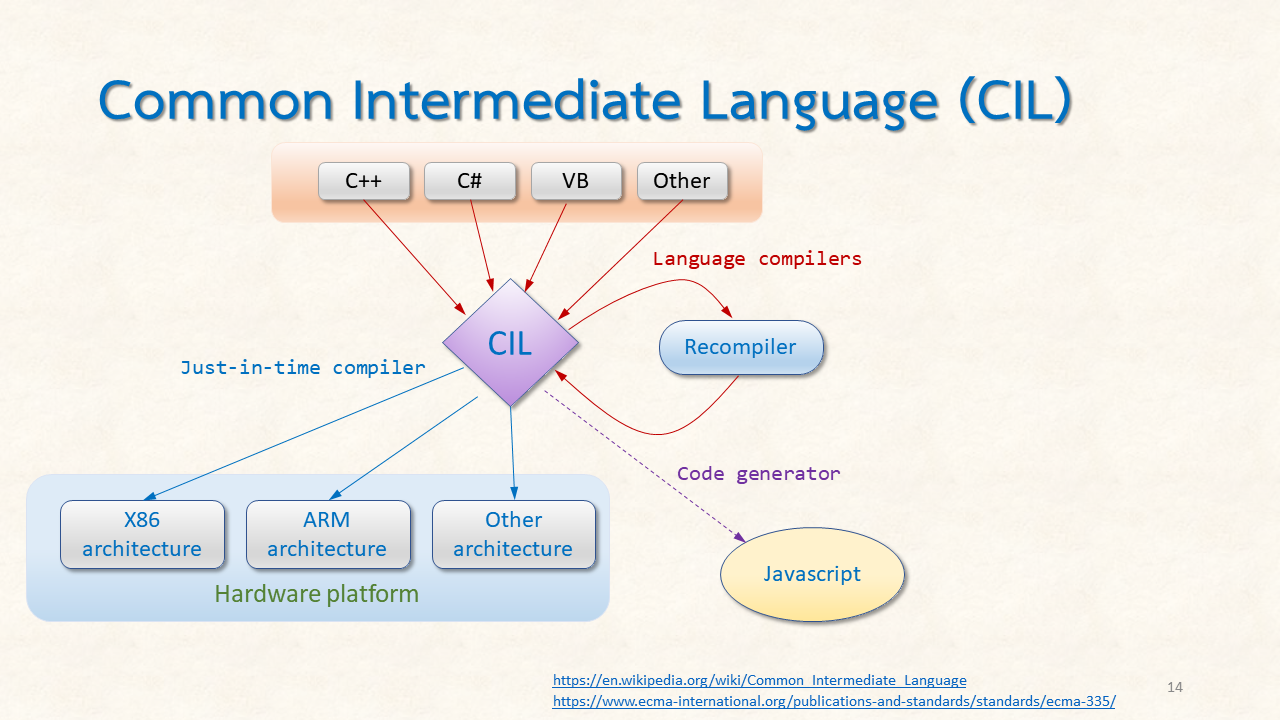 Common Intermediate Language (CIL)
C++
C#
VB
Other
Language compilers
CIL
Recompiler
Just-in-time compiler
Code generator
X86
architecture
ARM
architecture
Other
architecture
Hardware platform
Javascript
https://en.wikipedia.org/wiki/Common_Intermediate_Language
https://www.ecma-international.org/publications-and-standards/standards/ecma-335/
14